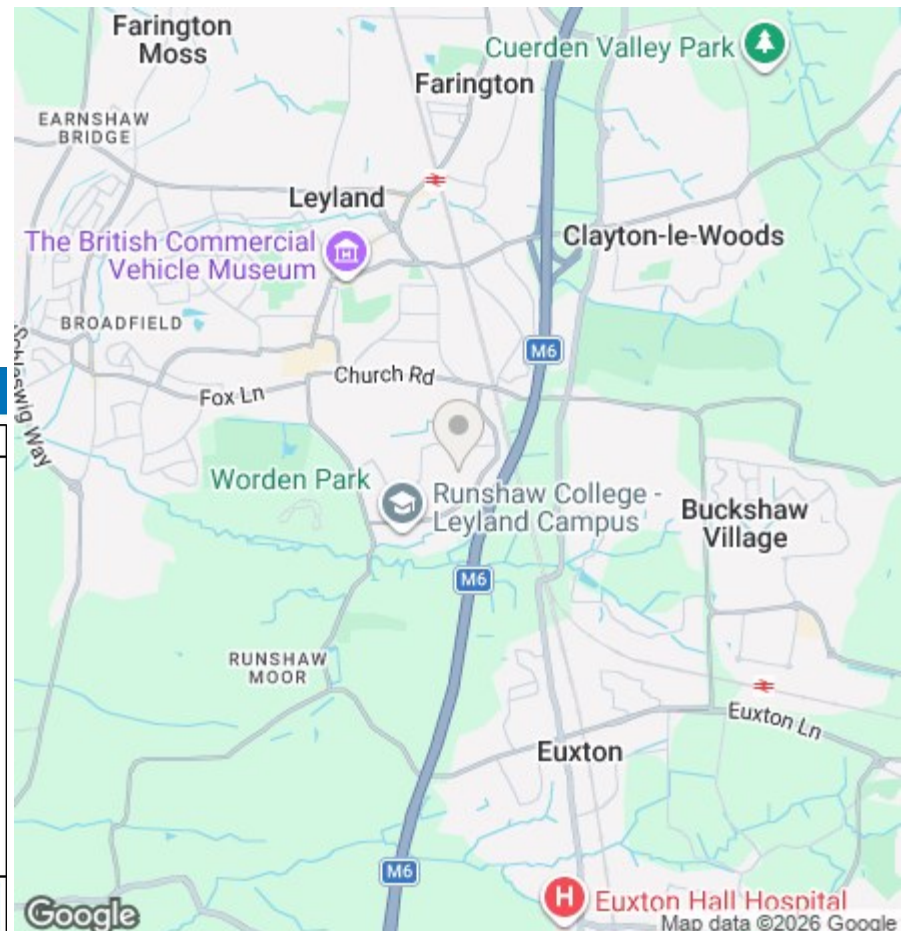 Farington
Moss
Cuerden Valley Park
Farington
EARNSHAW
BRIDGE
Leyland
The British Commercial
Vehicle Museum
Clayton-le-Woods
BROADFIELD
M6
Schleswig Way
Church Rd
Fox Ln
Worden Park
Runshaw College -
Leyland Campus
Buckshaw
Village
M6
RUNSHAW
MOOR
Euxton Ln
Euxton
M6
H
Euxton Hall Hospital
Google
Map data ©2026 Google